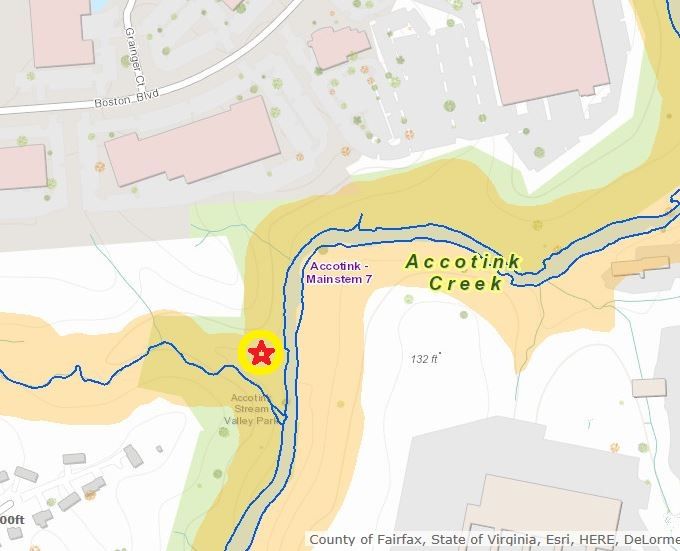 Grainger Ct
Boston Blvd
Accotink -
Mainstem 7
Accotink
Creek
132 ft
Accotink
Stream
Valley Park
00ft
County of Fairfax, State of Virginia, Esri, HERE, DeLorme